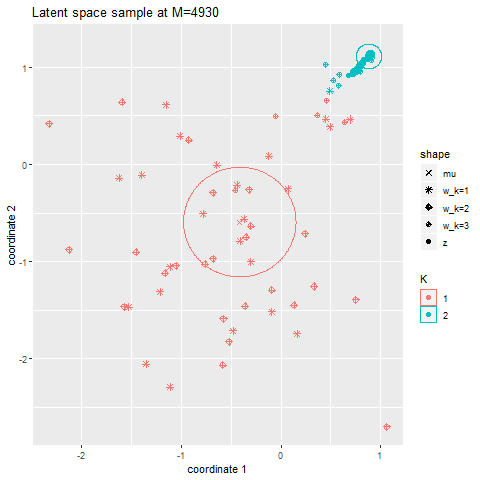 Latent space sample at M=4930
coordinate 2
1
0
-1
-2
-2
-1
0
1
coordinate 1
shape
mu
w_k=1
w_k=2
w_k=3
z
K
1
2